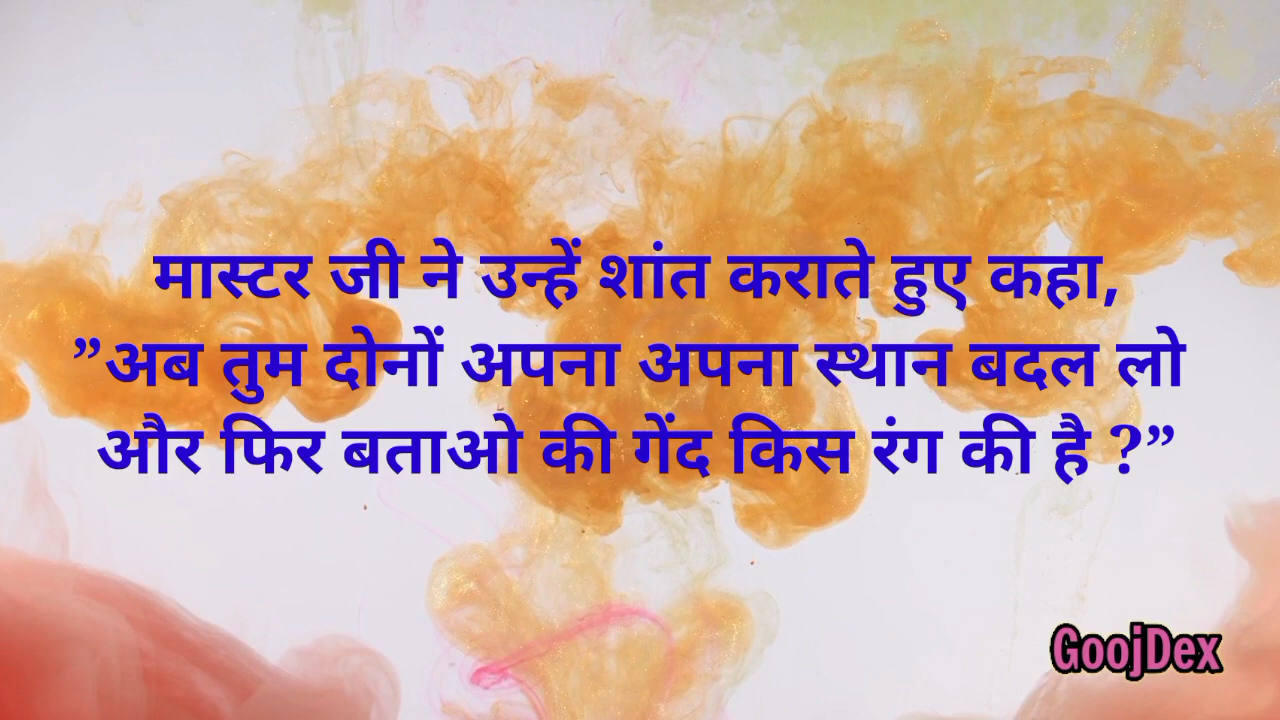 मास्टर जी ने उन्हें शांत कराते हुए कहा,
”अब तुम दोनों अपना अपना स्थान बदल लो
और फिर बताओ की गेंद किस रंग की है ?”
GoojDex